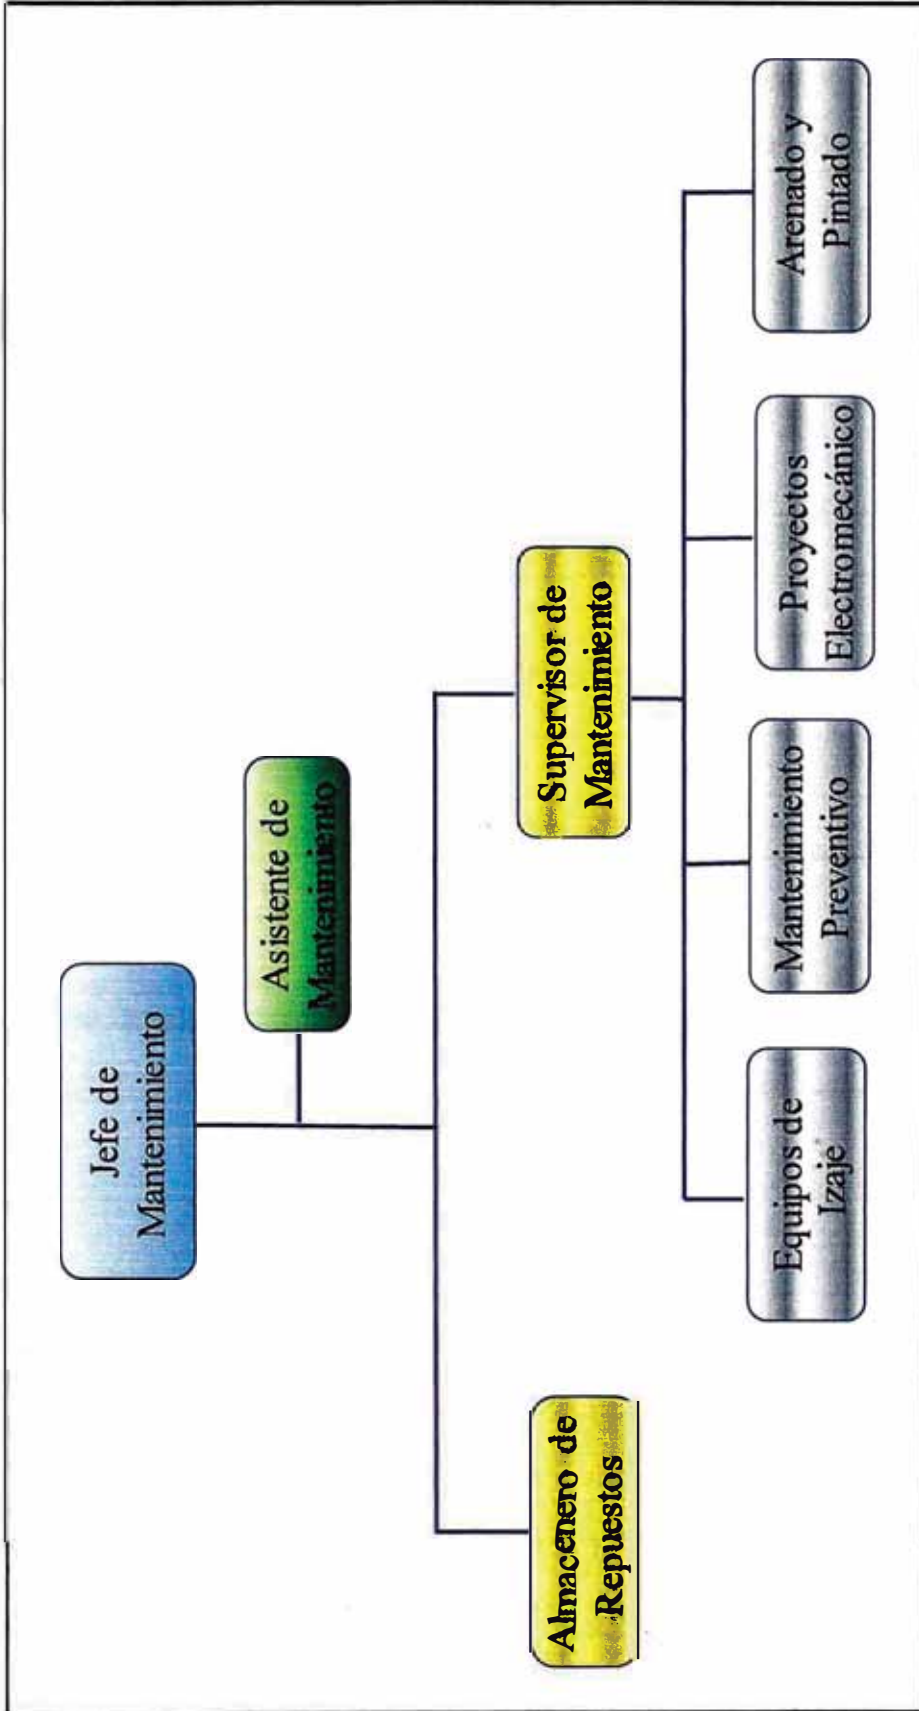 Jefe de
Mantenimiento
Asistente de
Mantenimiento
Almacenero de
Repuestos
Supervisor de
Mantenimiento
Equipos de
Izaje
Mantenimiento
Preventivo
Proyectos
Electromecánico
Arenado y
Pintado